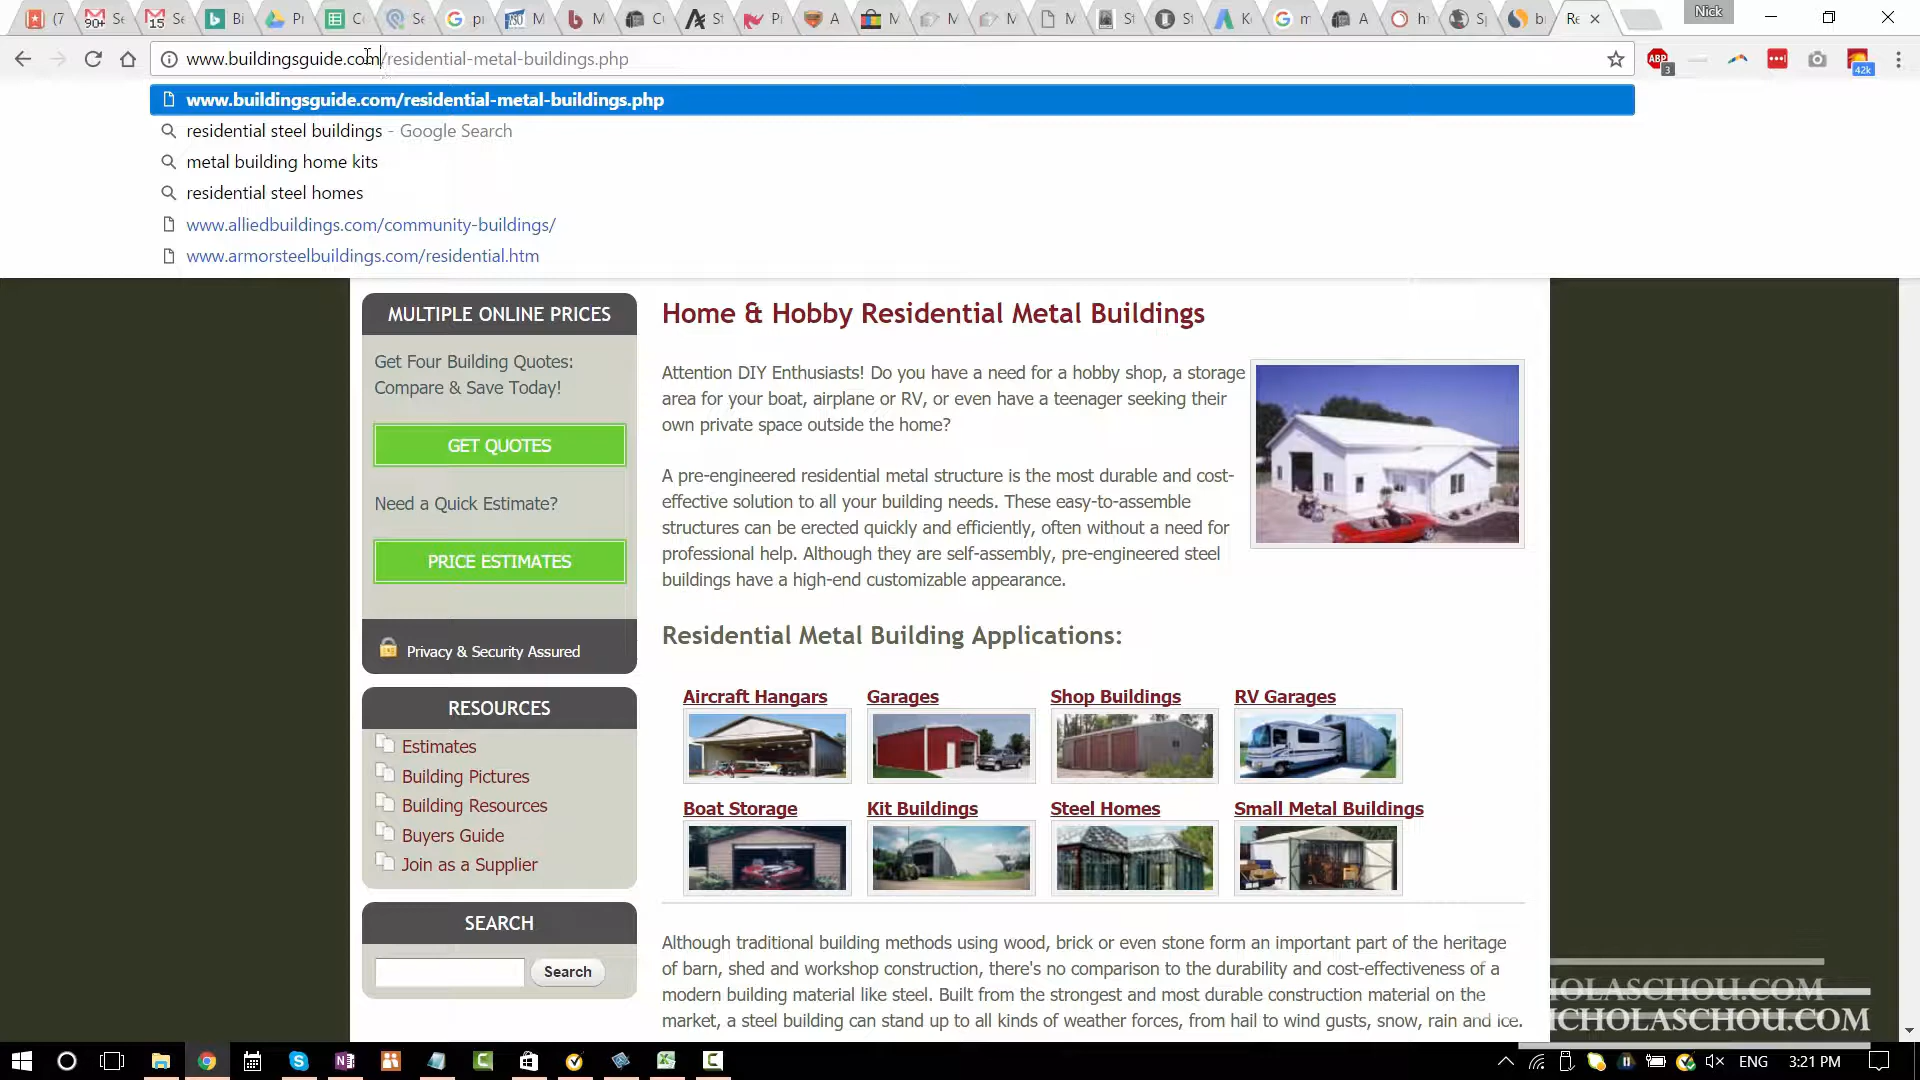 Nick
www.buildingsguide.com/residential-metal-buildings.php
www.buildingsguide.com/residential-metal-buildings.php
residential steel buildings - Google Search
metal building home kits
residential steel homes
www.alliedbuildings.com/community-buildings/
www.armorsteelbuildings.com/residential.htm
ABP
3
42k
MULTIPLE ONLINE PRICES
Get Four Building Quotes:
Compare & Save Today!
GET QUOTES
Need a Quick Estimate?
PRICE ESTIMATES
Privacy & Security Assured
RESOURCES
Estimates
Building Pictures
Building Resources
Buyers Guide
Join as a Supplier
SEARCH
Search
Home & Hobby Residential Metal Buildings
Attention DIY Enthusiasts! Do you have a need for a hobby shop, a storage
area for your boat, airplane or RV, or even have a teenager seeking their
own private space outside the home?
A pre-engineered residential metal structure is the most durable and cost-
effective solution to all your building needs. These easy-to-assemble
structures can be erected quickly and efficiently, often without a need for
professional help. Although they are self-assembly, pre-engineered steel
buildings have a high-end customizable appearance.
Residential Metal Building Applications:
Aircraft Hangars Garages Shop Buildings RV Garages
Boat Storage Kit Buildings Steel Homes Small Metal Buildings
Although traditional building methods using wood, brick or even stone form an important part of the heritage
of barn, shed and workshop construction, there's no comparison to the durability and cost-effectiveness of a
modern building material like steel. Built from the strongest and most durable construction material on the
market, a steel building can stand up to all kinds of weather forces, from hail to wind gusts, snow, rain and ice.
HOLASCHOU.COM
NICHOLASCHOU.COM
ENG 3:21 PM